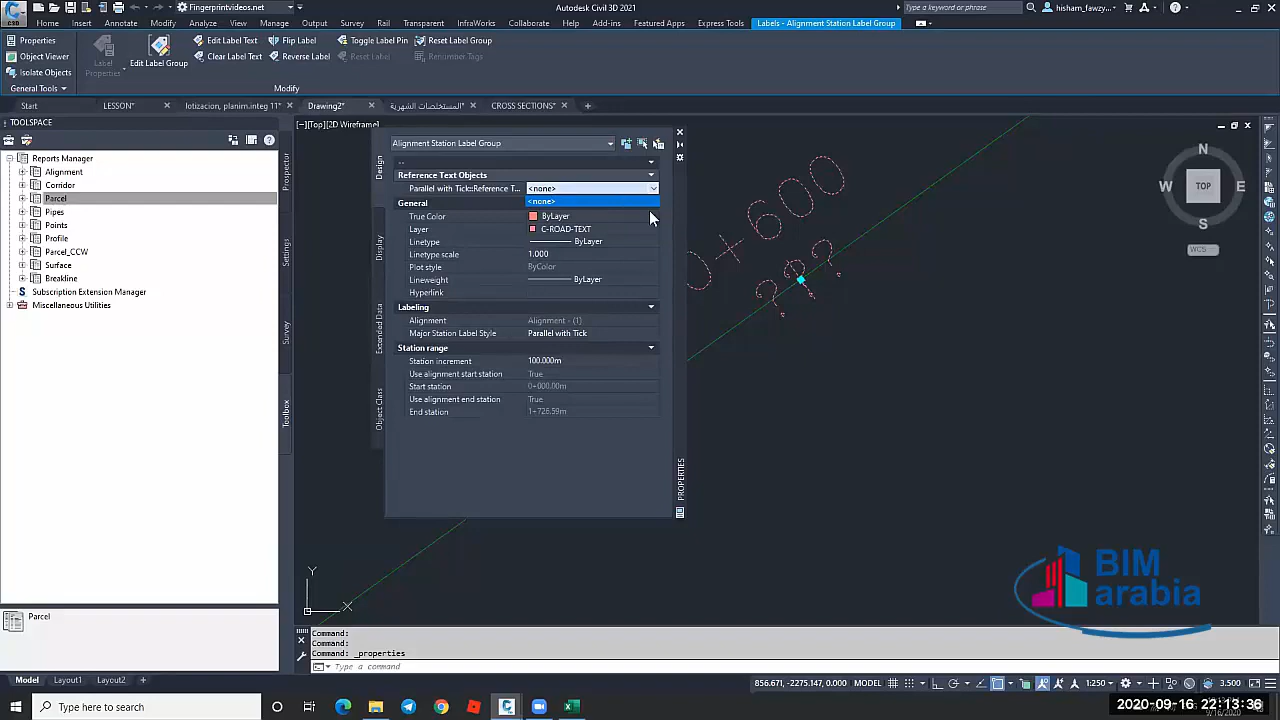 Fingerprintvideos.net
Autodesk Civil 3D 2021
Type a keyword or phrase
hisham_fawzy...
Home
Insert
Annotate
Modify
Analyze
View
Manage
Output
Survey
Rail
Transparent
InfraWorks
Collaborate
Help
Add-ins
Featured Apps
Express Tools
Labels - Alignment Station Label Group
Properties
Object Viewer
Isolate Objects
Label Properties
Edit Label Group
Edit Label Text
Clear Label Text
Flip Label
Reverse Label
Toggle Label Pin
Reset Label
Reset Label Group
Renumber Tags
General Tools
Modify
Start
LESSON*
lotizacion, planim.integ 11*
Drawing2*
المستخلصات الشهرية*
CROSS SECTIONS*
TOOLSPACE
Reports Manager
Alignment
Corridor
Parcel
Pipes
Points
Profile
Parcel_CCW
Surface
Breakline
Subscription Extension Manager
Miscellaneous Utilities
Prospector
Settings
Survey
Toolbox
Parcel
[−][Top][2D Wireframe]
Alignment Station Label Group
--
Reference Text Objects
Parallel with Tick::Reference T...
<none>
<none>
General
True Color
ByLayer
Layer
C-ROAD-TEXT
Linetype
ByLayer
Linetype scale
1.000
Plot style
ByColor
Lineweight
ByLayer
Hyperlink
Labeling
Alignment
Alignment - (1)
Major Station Label Style
Parallel with Tick
Station range
Station increment
100.000m
Use alignment start station
True
Start station
0+000.00m
Use alignment end station
True
End station
1+726.59m
Design
Display
Extended Data
Object Class
PROPERTIES
0+600
???
N
W
TOP
E
S
WCS
Y
X
BIM
arabia
Command:
Command:
Command: _properties
Type a command
Model
Layout1
Layout2
856.671, -2275.147, 0.000
MODEL
1:250
3.500
Type here to search
2020-09-16 22:13:36